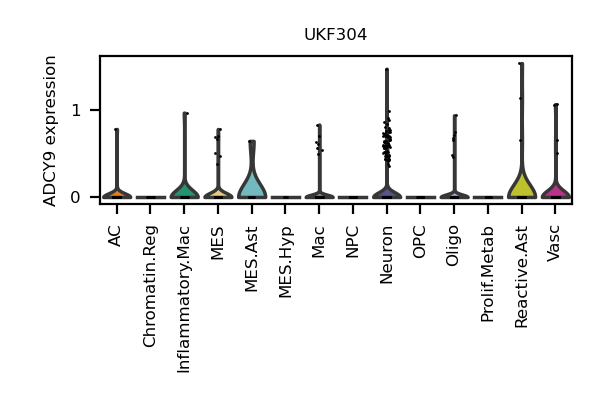 UKF304
ADCY9 expression
1
0
AC
Chromatin.Reg
Inflammatory.Mac
MES
MES.Ast
MES.Hyp
Mac
NPC
Neuron
OPC
Oligo
Prolif.Metab
Reactive.Ast
Vasc